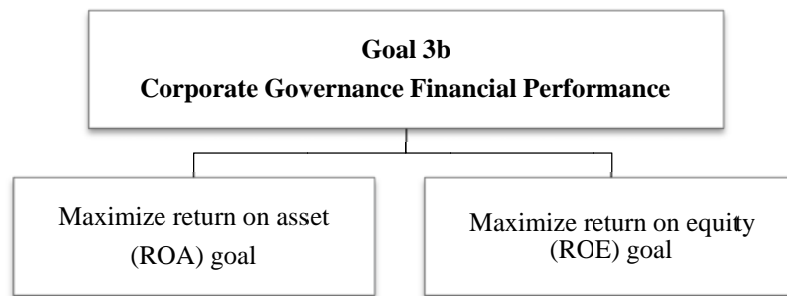 Goal 3b
Corporate Governance Financial Performance
Maximize return on asset
(ROA) goal
Maximize return on equity
(ROE) goal